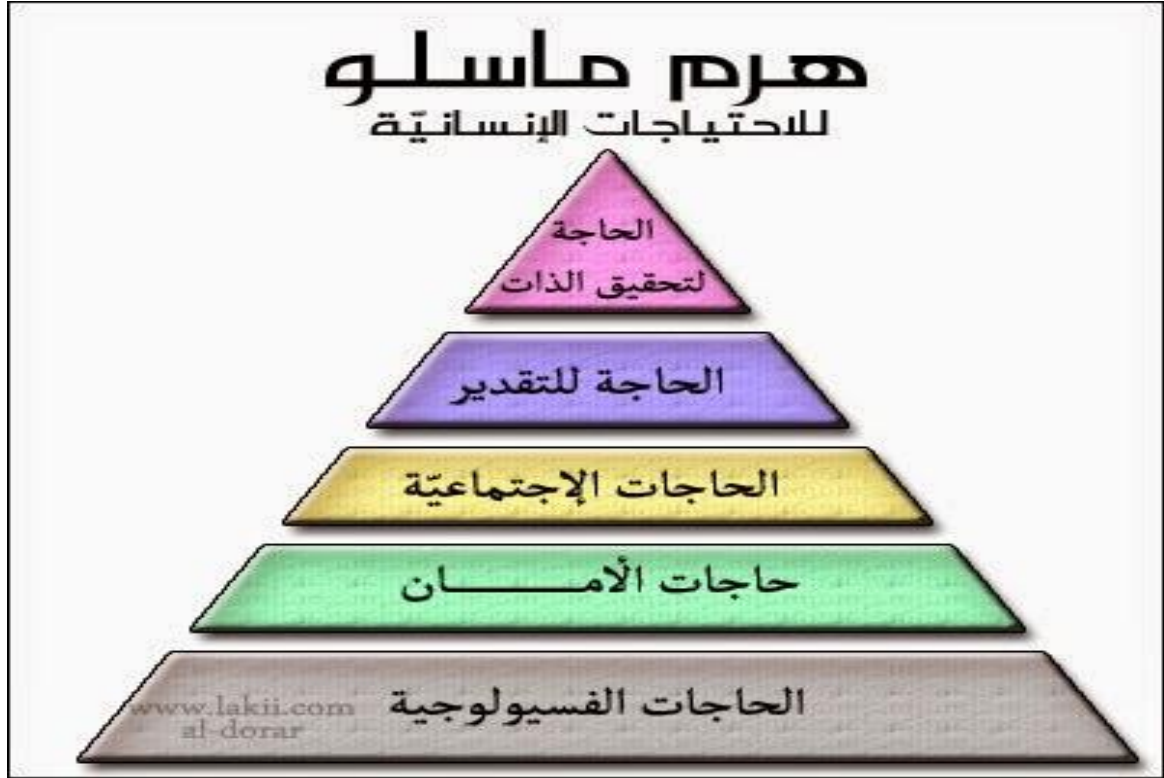 هرم ماسلو
للاحتياجات الإنسانيّة
الحاجة
لتحقيق الذات
الحاجة للتقدير
الحاجات الإجتماعيّة
حاجات الأمـــــــان
الحاجات الفسيولوجية
www.lakii.com
al-dorar